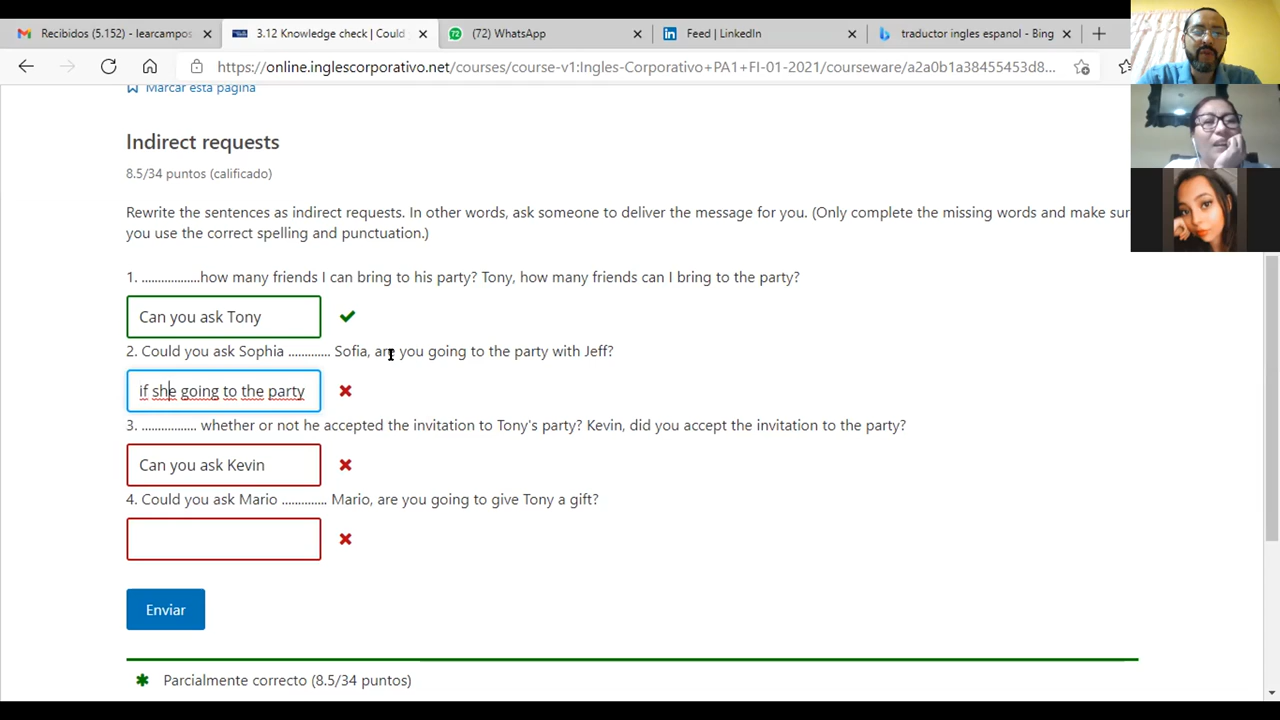 Recibidos (5.152) - learcampos
3.12 Knowledge check | Could
(72) WhatsApp
Feed | LinkedIn
traductor ingles espanol - Bing
https://online.inglescorporativo.net/courses/course-v1:Ingles-Corporativo+PA1+FI-01-2021/courseware/a2a0b1a38455453d8...
Marcar esta página
Indirect requests
8.5/34 puntos (calificado)
Rewrite the sentences as indirect requests. In other words, ask someone to deliver the message for you. (Only complete the missing words and make sure
you use the correct spelling and punctuation.)
1. ..................how many friends I can bring to his party? Tony, how many friends can I bring to the party?
Can you ask Tony
2. Could you ask Sophia ............. Sofia, are you going to the party with Jeff?
if she going to the party
3. ................. whether or not he accepted the invitation to Tony's party? Kevin, did you accept the invitation to the party?
Can you ask Kevin
4. Could you ask Mario .............. Mario, are you going to give Tony a gift?
Enviar
Parcialmente correcto (8.5/34 puntos)